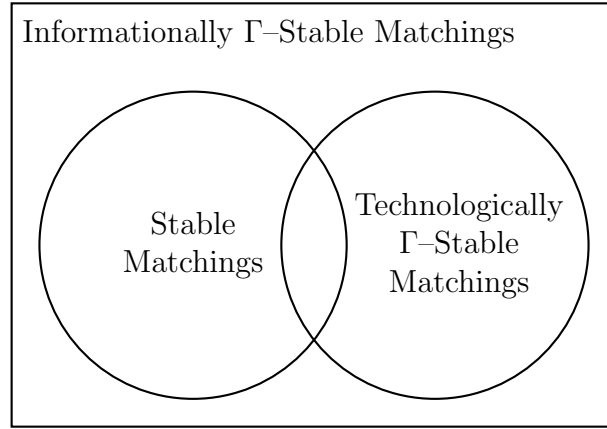 Informationally Γ–Stable Matchings
Stable
Matchings
Technologically
Γ–Stable
Matchings